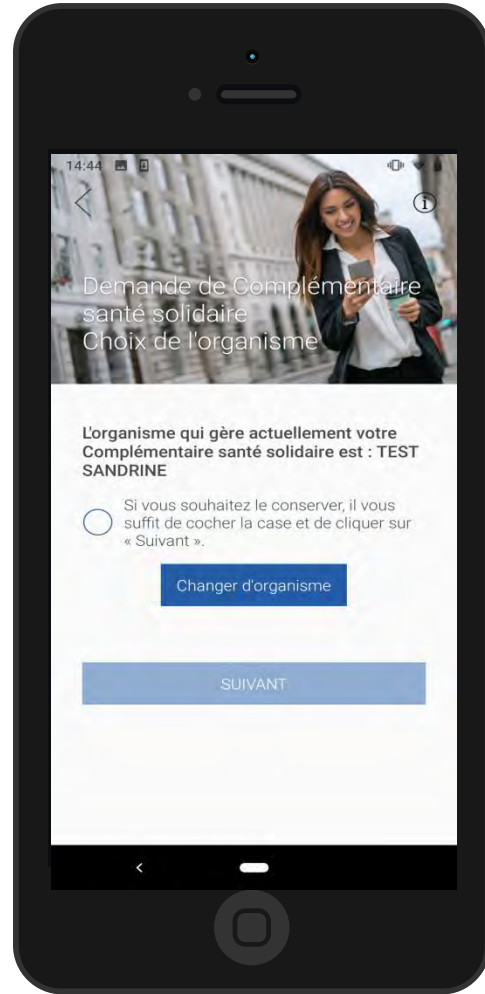 14:44
Demande de Complémentaire
santé solidaire
Choix de l'organisme
L'organisme qui gère actuellement votre
Complémentaire santé solidaire est : TEST
SANDRINE
Si vous souhaitez le conserver, il vous
suffit de cocher la case et de cliquer sur
« Suivant ».
Changer d'organisme
SUIVANT